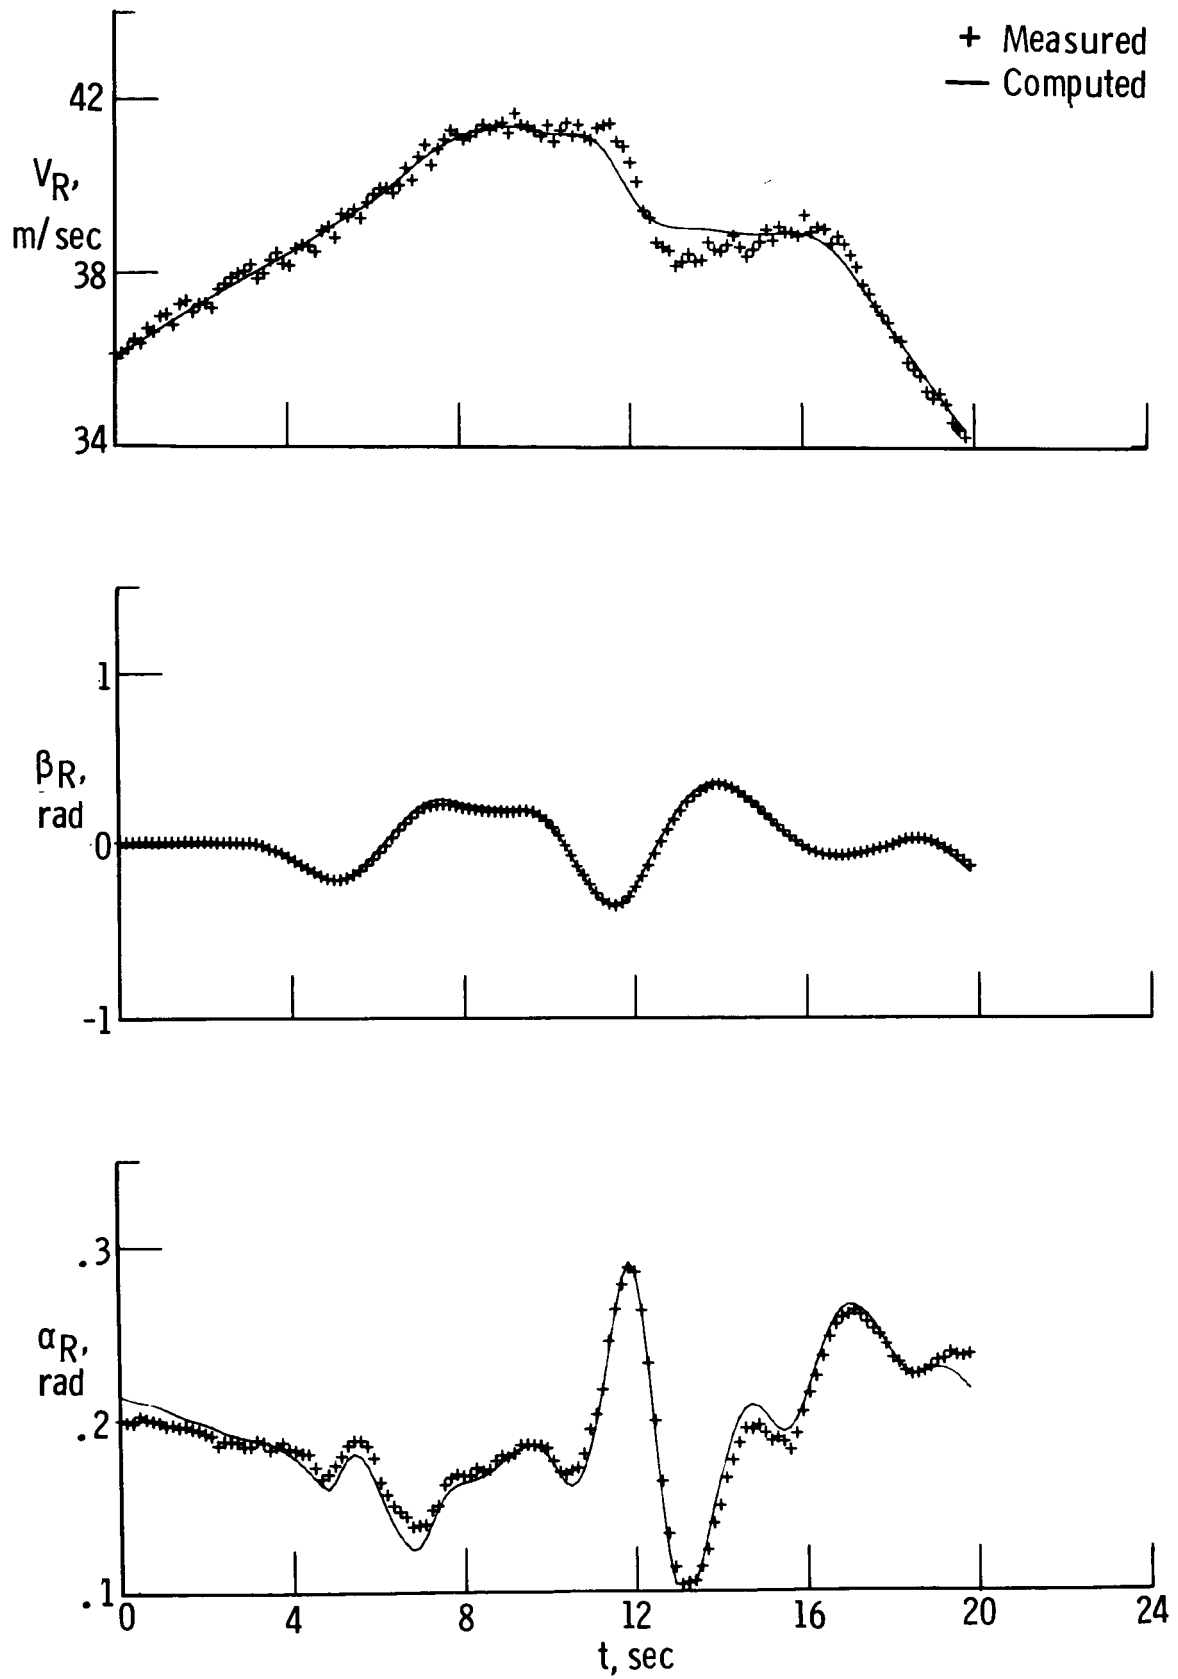 + Measured
— Computed
42
V_R,
m/sec
38
34
1
β_R,
rad
0
-1
.3
α_R,
rad
.2
.1
0 4 8 12 16 20 24
t, sec